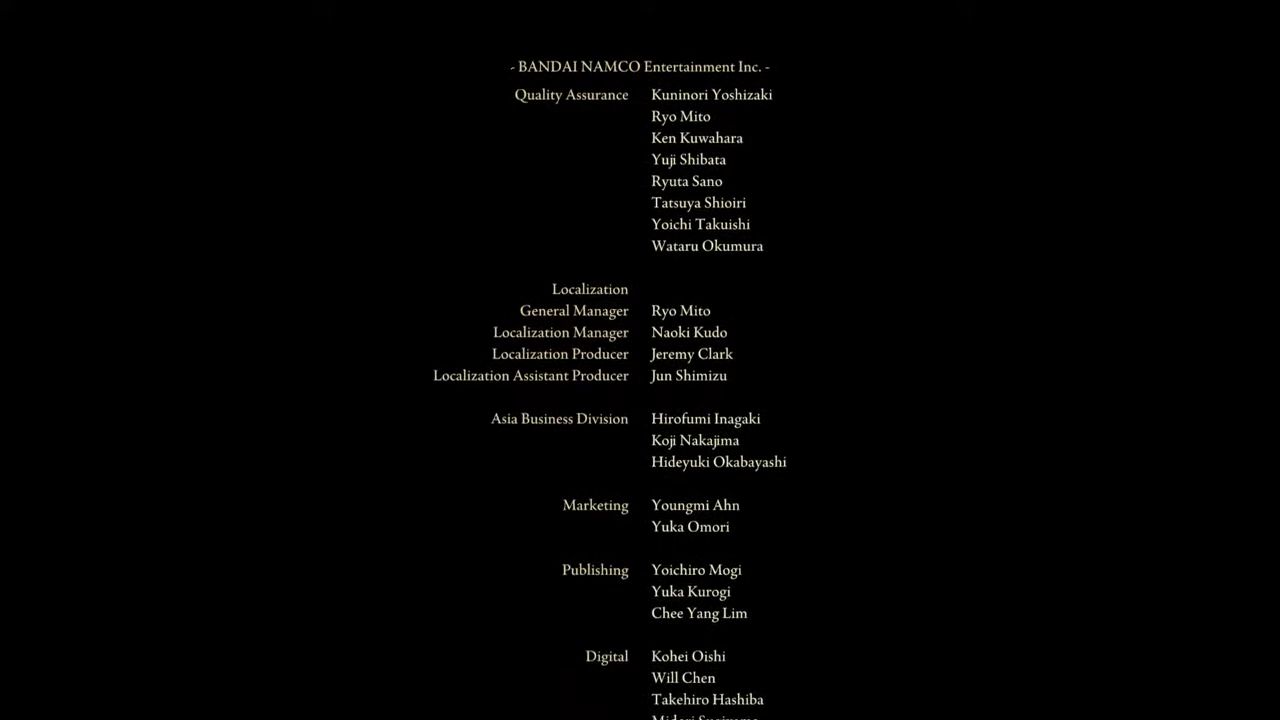 - BANDAI NAMCO Entertainment Inc. -
Quality Assurance Kuninori Yoshizaki
Ryo Mito
Ken Kuwahara
Yuji Shibata
Ryuta Sano
Tatsuya Shioiri
Yoichi Takuishi
Wataru Okumura
Localization
General Manager Ryo Mito
Localization Manager Naoki Kudo
Localization Producer Jeremy Clark
Localization Assistant Producer Jun Shimizu
Asia Business Division Hirofumi Inagaki
Koji Nakajima
Hideyuki Okabayashi
Marketing Youngmi Ahn
Yuka Omori
Publishing Yoichiro Mogi
Yuka Kurogi
Chee Yang Lim
Digital Kohei Oishi
Will Chen
Takehiro Hashiba